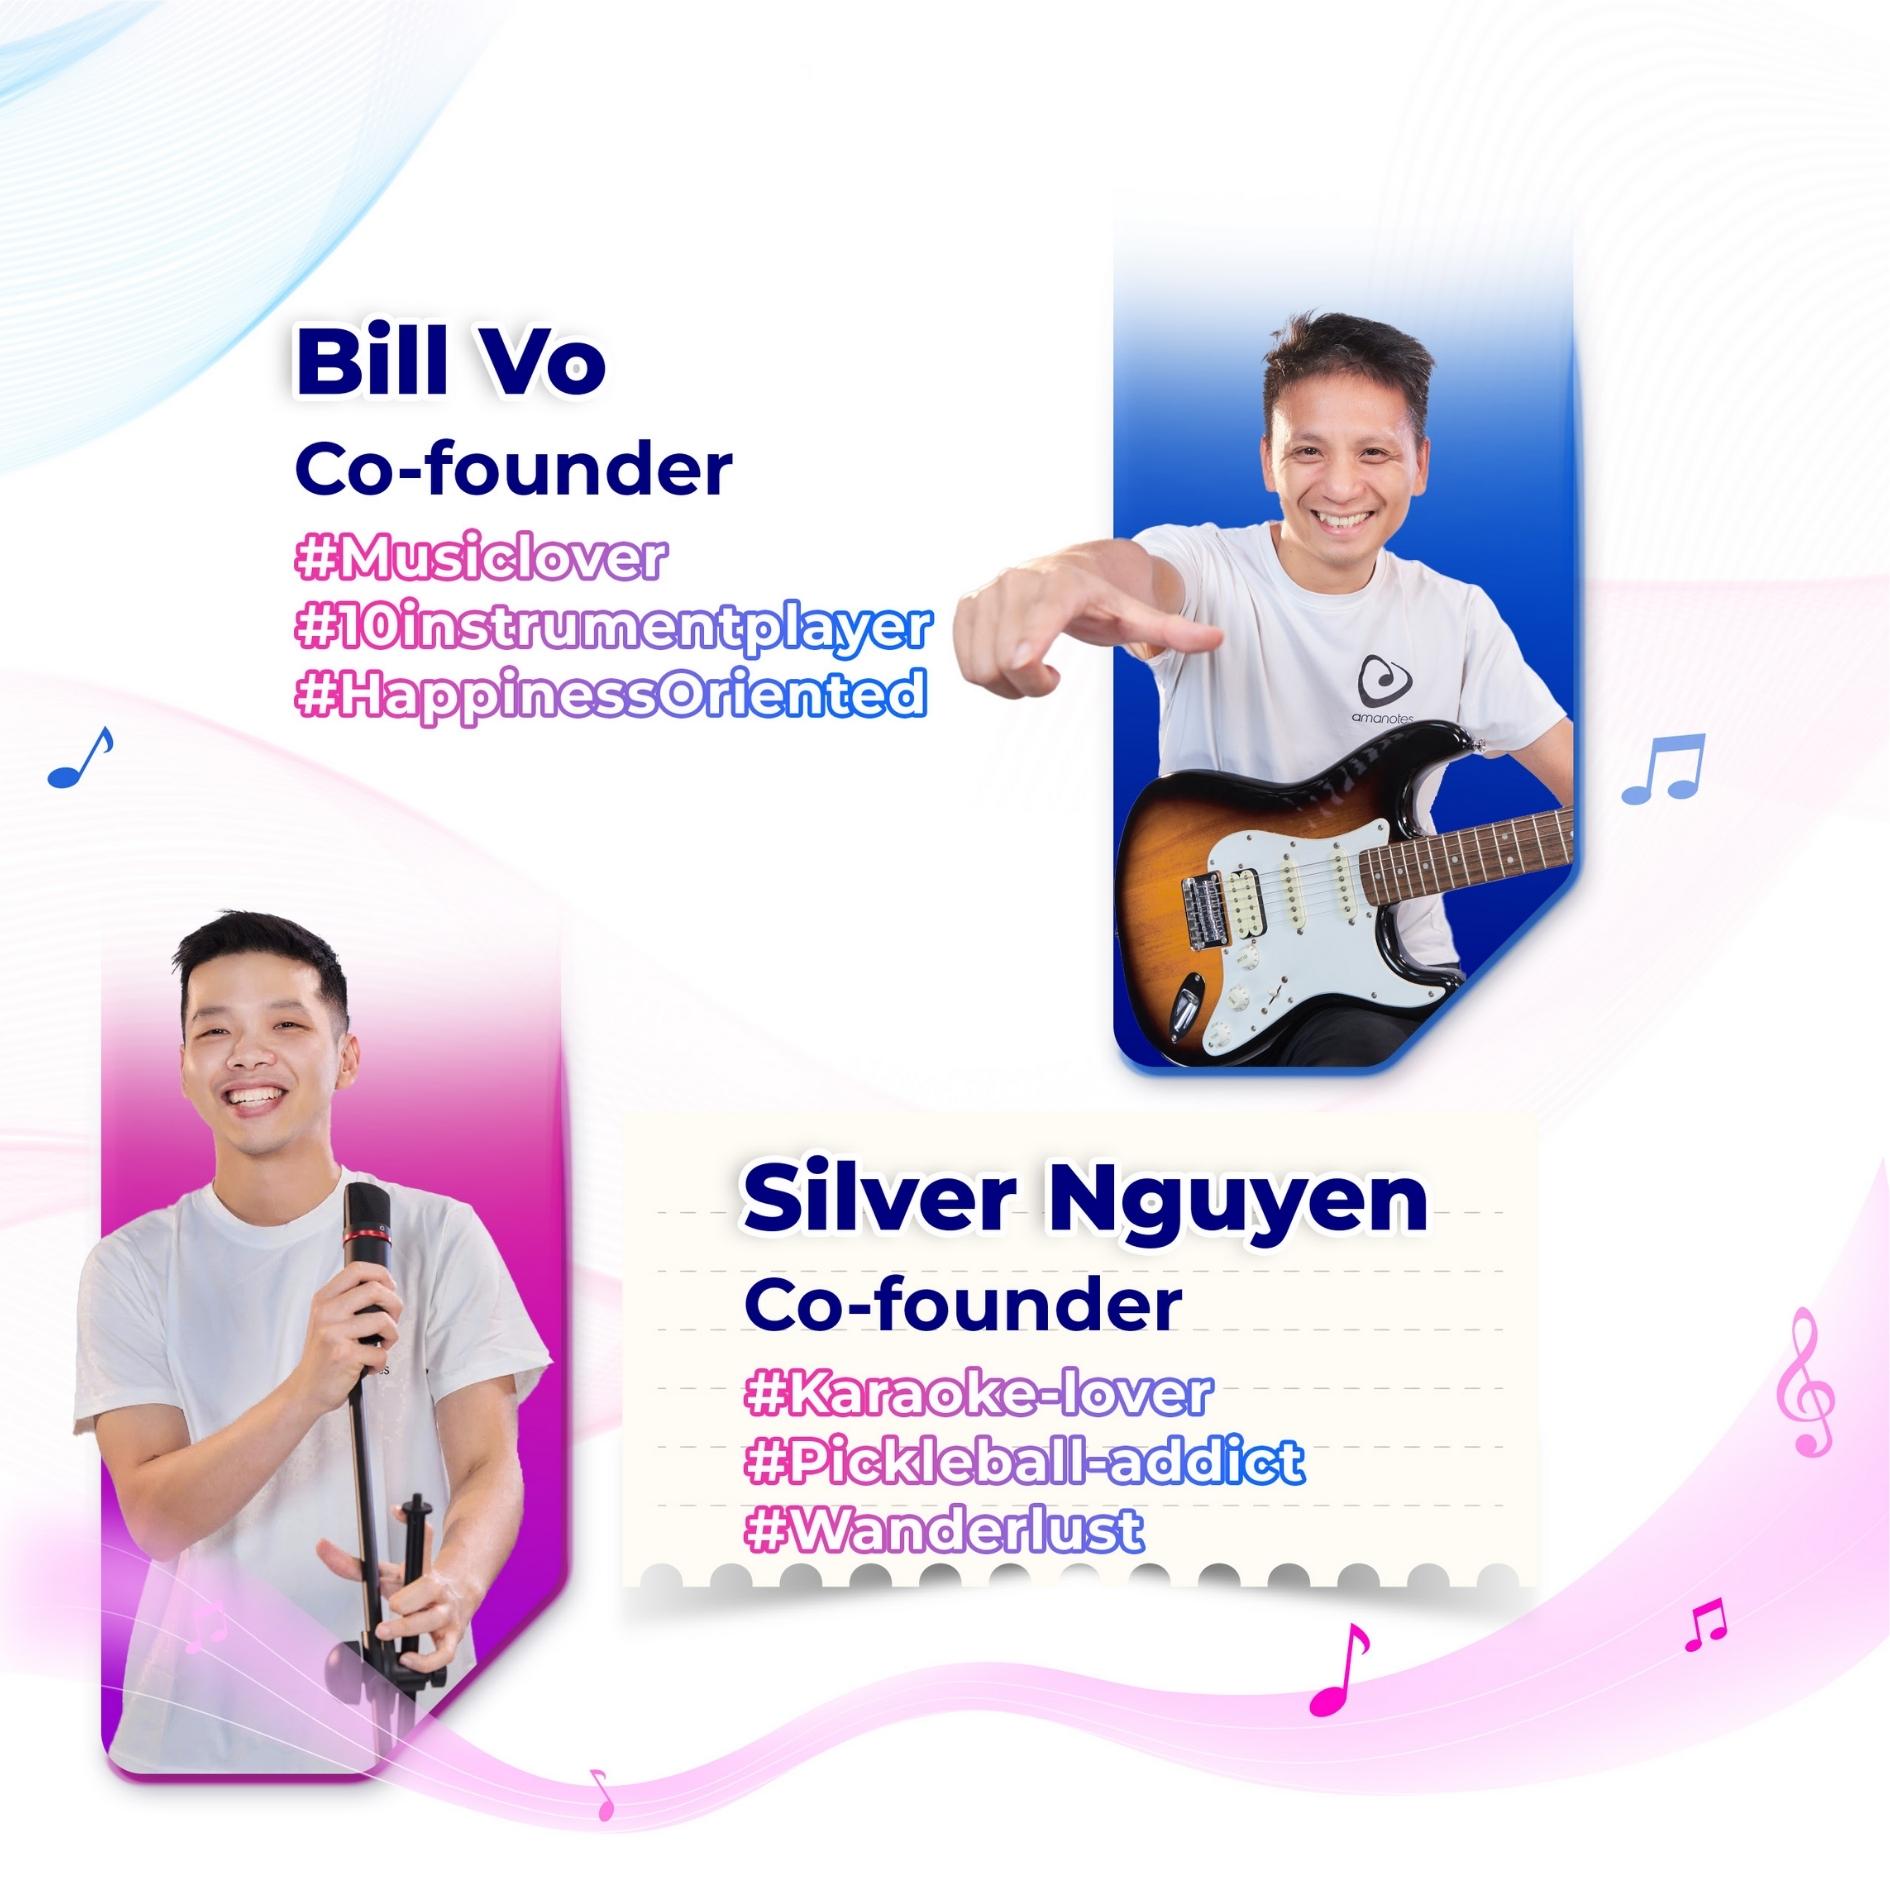 Bill Vo
Co-founder
#Musiclover
#10instrumentplayer
#HappinessOriented
amanotes
Silver Nguyen
Co-founder
#Karaoke-lover
#Pickleball-addict
#Wanderlust